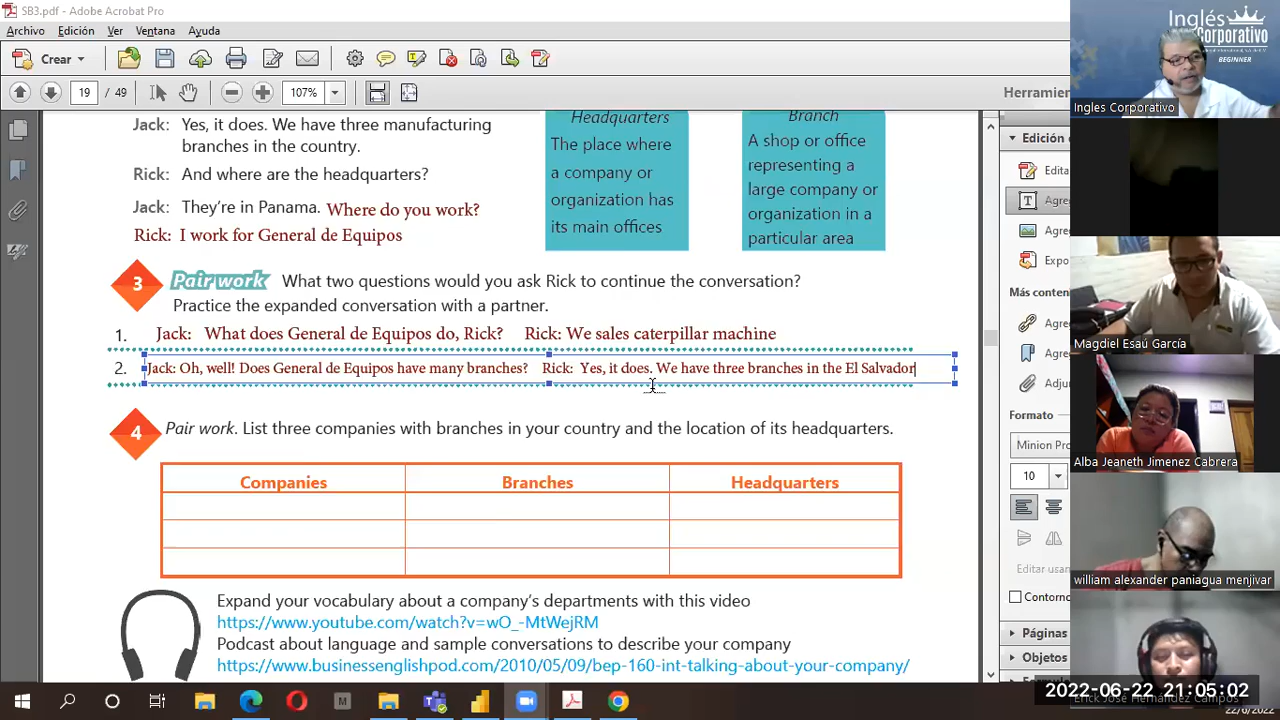 SB3.pdf - Adobe Acrobat Pro
Archivo Edición Ver Ventana Ayuda
Crear
19 / 49
107%
Herramie
Headquarters
Branch
Jack: Yes, it does. We have three manufacturing
branches in the country.
Rick: And where are the headquarters?
Jack: They're in Panama. Where do you work?
Rick: I work for General de Equipos
The place where
a company or
organization has
its main offices
A shop or office
representing a
large company or
organization in a
particular area
3 Pair work What two questions would you ask Rick to continue the conversation?
Practice the expanded conversation with a partner.
1. Jack: What does General de Equipos do, Rick? Rick: We sales caterpillar machine
2. Jack: Oh, well! Does General de Equipos have many branches? Rick: Yes, it does. We have three branches in the El Salvador
4 Pair work. List three companies with branches in your country and the location of its headquarters.
Companies Branches Headquarters
Expand your vocabulary about a company's departments with this video
https://www.youtube.com/watch?v=wO_-MtWejRM
Podcast about language and sample conversations to describe your company
https://www.businessenglishpod.com/2010/05/09/bep-160-int-talking-about-your-company/
Edición d
Edita
Agre
Expo
Más conten
Agre
Agre
Agre
Formato
Minion Pro
10
Editar usan
Contorno
Páginas
Objetos
Inglés
Corporativo
BEGINNER
Ingles Corporativo
Magdiel Esaú García
Alba Jeaneth Jimenez Cabrera
william alexander paniagua menjivar
Erick José Hernández Campos
2022-06-22 21:05:02
22/6/2022